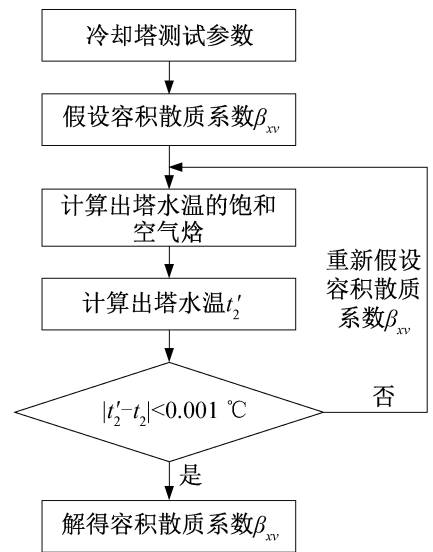 冷却塔测试参数
假设容积散质系数βxv
计算出塔水温的饱和
空气焓
重新假设
容积散质
系数βxv
计算出塔水温t2′
|t2′−t2|<0.001 ℃
否
是
解得容积散质系数βxv